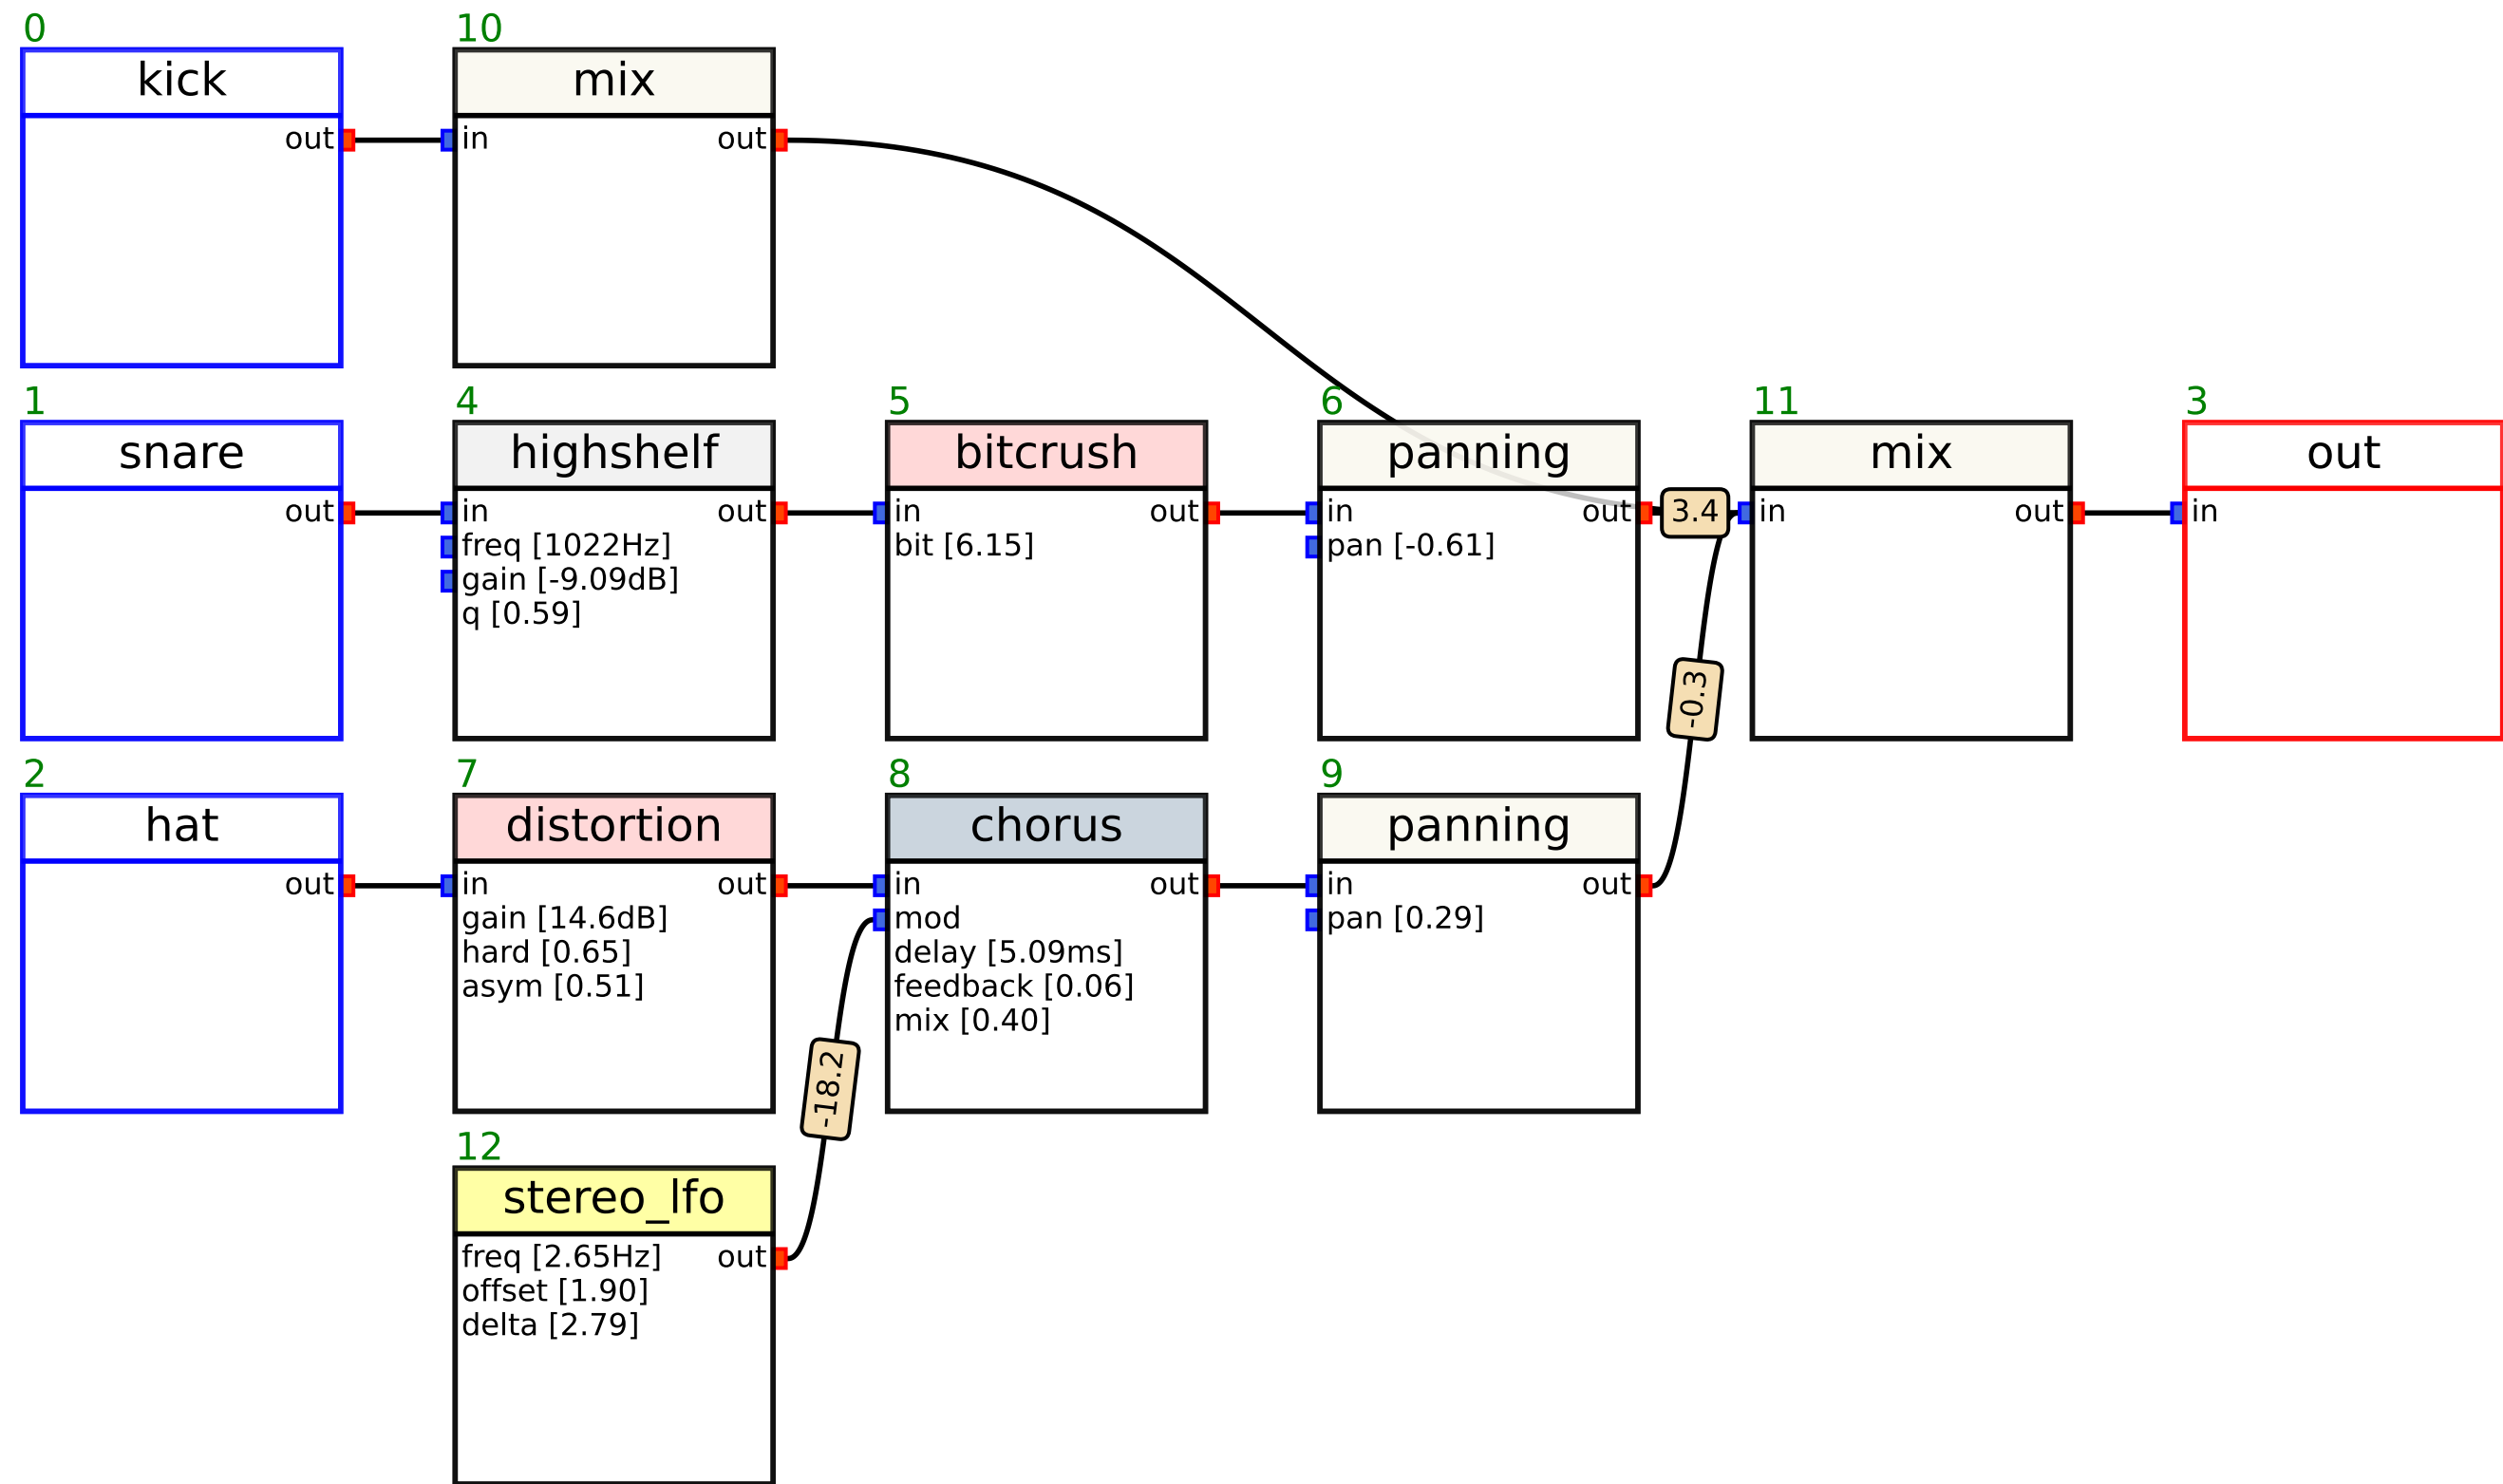 0
kick
out
10
mix
in
out
1
snare
out
4
highshelf
in
out
freq [1022Hz]
gain [-9.09dB]
q [0.59]
5
bitcrush
in
out
bit [6.15]
6
panning
in
out
pan [-0.61]
3.4
11
mix
in
out
3
out
in
-0.3
2
hat
out
7
distortion
in
out
gain [14.6dB]
hard [0.65]
asym [0.51]
8
chorus
in
out
mod
delay [5.09ms]
feedback [0.06]
mix [0.40]
9
panning
in
out
pan [0.29]
-18.2
12
stereo_lfo
freq [2.65Hz]
out
offset [1.90]
delta [2.79]